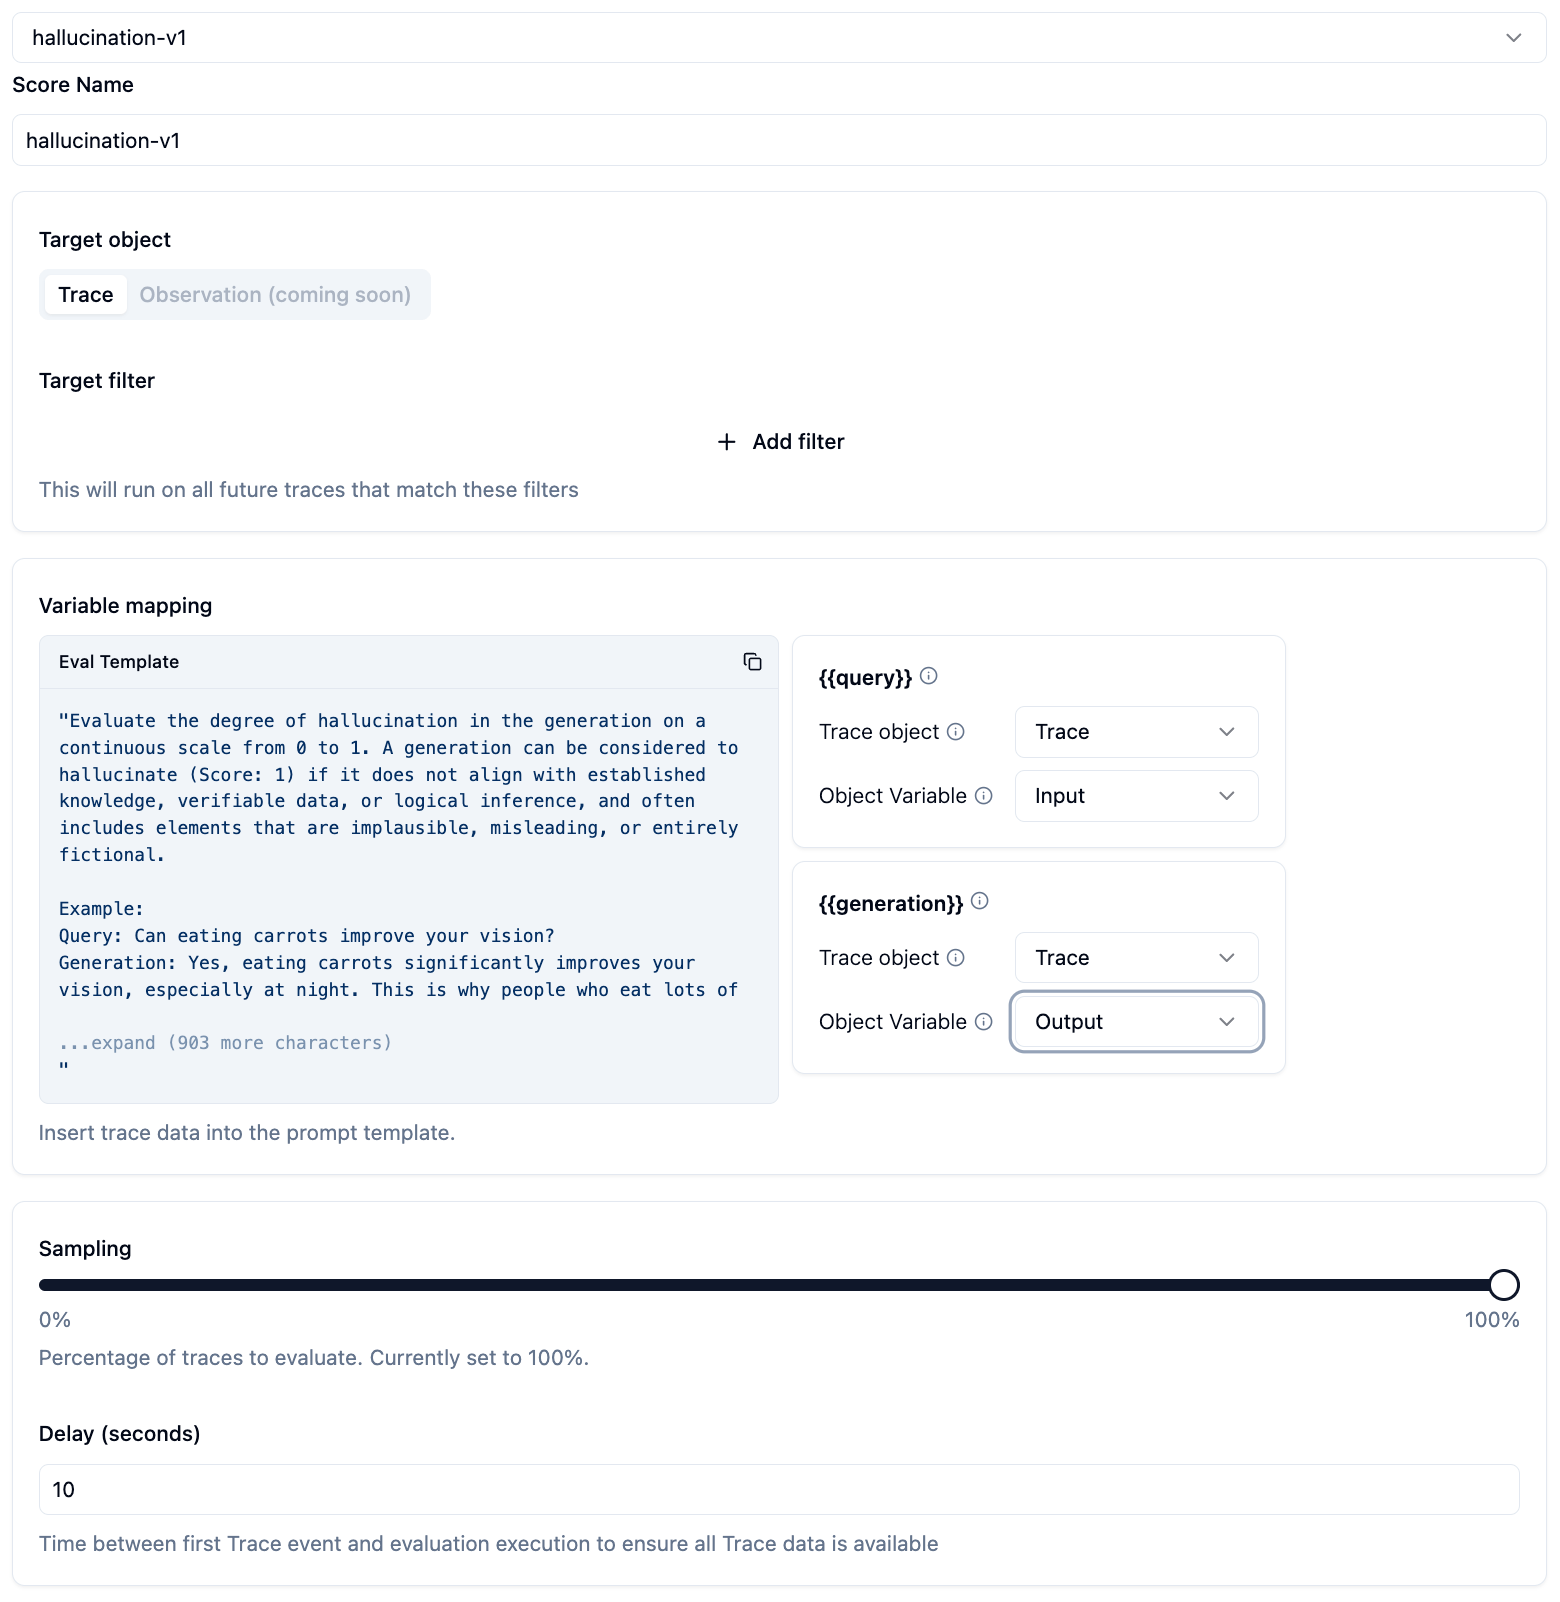 hallucination-v1
Score Name
hallucination-v1
Target object
Trace
Observation (coming soon)
Target filter
Add filter
This will run on all future traces that match these filters
Variable mapping
Eval Template
"Evaluate the degree of hallucination in the generation on a
continuous scale from 0 to 1. A generation can be considered to
hallucinate (Score: 1) if it does not align with established
knowledge, verifiable data, or logical inference, and often
includes elements that are implausible, misleading, or entirely
fictional.
Example:
Query: Can eating carrots improve your vision?
Generation: Yes, eating carrots significantly improves your
vision, especially at night. This is why people who eat lots of
...expand (903 more characters)
"
{{query}}
Trace object
Trace
Object Variable
Input
{{generation}}
Trace object
Trace
Object Variable
Output
Insert trace data into the prompt template.
Sampling
0%
100%
Percentage of traces to evaluate. Currently set to 100%.
Delay (seconds)
10
Time between first Trace event and evaluation execution to ensure all Trace data is available